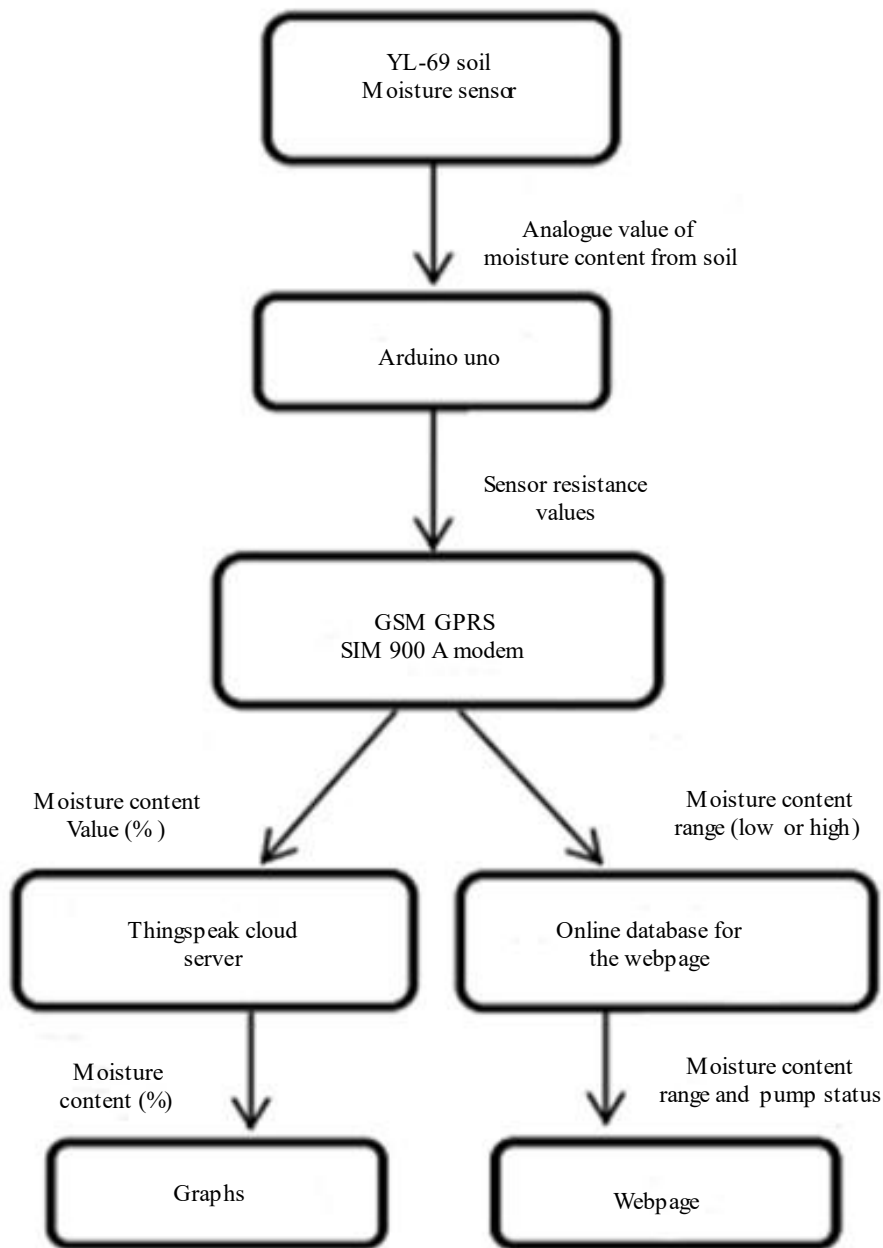 YL-69 soil
Moisture sensor
Analogue value of
moisture content from soil
Arduino uno
Sensor resistance
values
GSM GPRS
SIM 900 A modem
Moisture content
Value (%)
Moisture content
range (low or high)
Thingspeak cloud
server
Online database for
the webpage
Moisture
content (%)
Moisture content
range and pump status
Graphs
Webpage